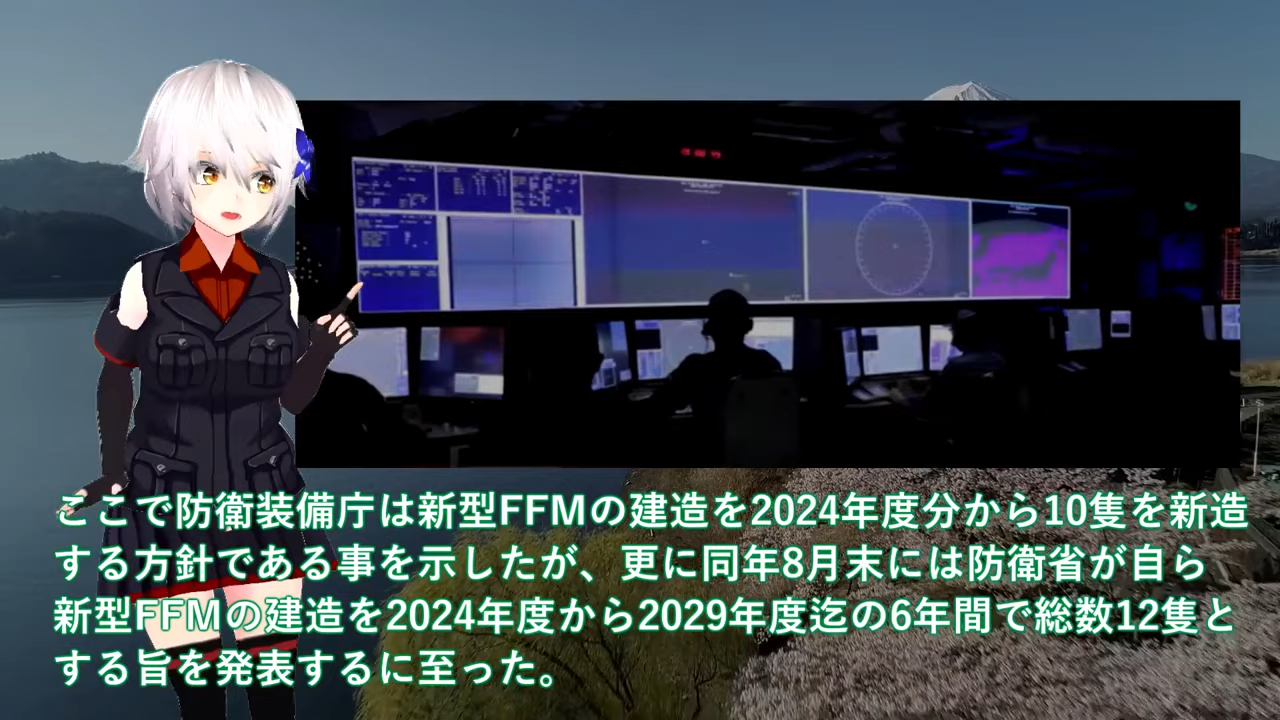 ここで防衛装備庁は新型FFMの建造を2024年度分から10隻を新造
する方針である事を示したが、更に同年8月末には防衛省が自ら
新型FFMの建造を2024年度から2029年度迄の6年間で総数12隻と
する旨を発表するに至った。